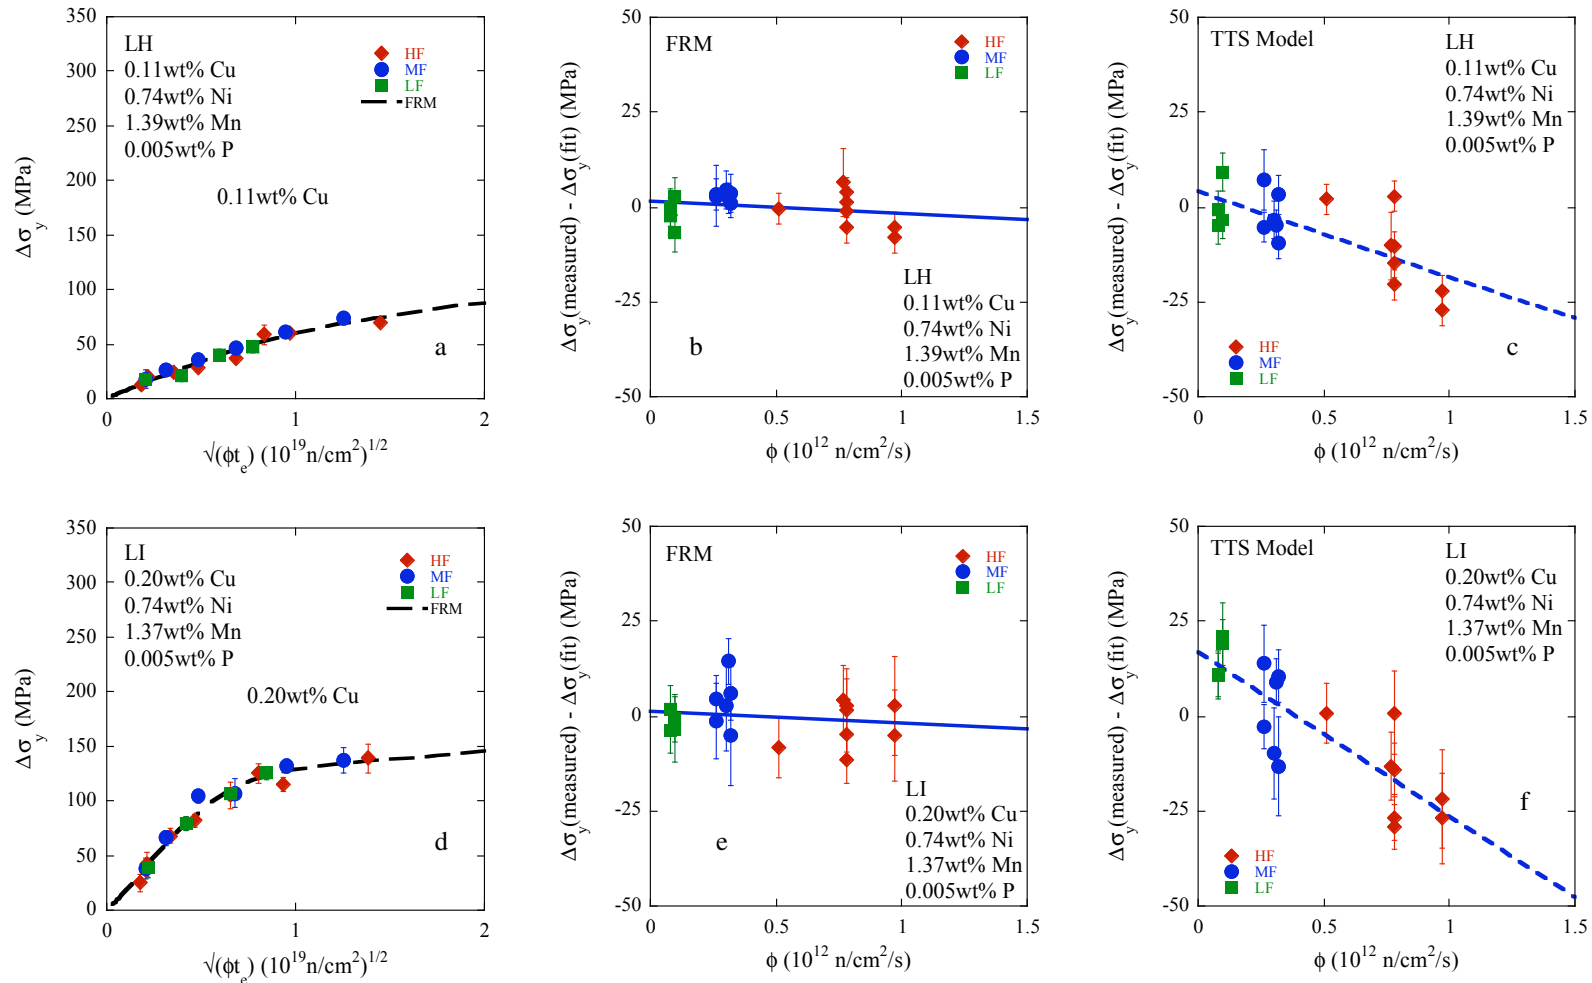 350
300
250
200
150
100
50
0
0
1
2
Δσy (MPa)
√(ϕte) (10^19n/cm^2)^1/2
LH
0.11wt% Cu
0.74wt% Ni
1.39wt% Mn
0.005wt% P
HF
MF
LF
FRM
0.11wt% Cu
a
50
25
0
-25
-50
0
0.5
1
1.5
Δσy(measured) - Δσy(fit) (MPa)
ϕ (10^12 n/cm^2/s)
FRM
HF
MF
LF
LH
0.11wt% Cu
0.74wt% Ni
1.39wt% Mn
0.005wt% P
b
50
25
0
-25
-50
0
0.5
1
1.5
Δσy(measured) - Δσy(fit) (MPa)
ϕ (10^12 n/cm^2/s)
TTS Model
LH
0.11wt% Cu
0.74wt% Ni
1.39wt% Mn
0.005wt% P
HF
MF
LF
c
350
300
250
200
150
100
50
0
0
1
2
Δσy (MPa)
√(ϕte) (10^19n/cm^2)^1/2
LI
0.20wt% Cu
0.74wt% Ni
1.37wt% Mn
0.005wt% P
HF
MF
LF
FRM
0.20wt% Cu
d
50
25
0
-25
-50
0
0.5
1
1.5
Δσy(measured) - Δσy(fit) (MPa)
ϕ (10^12 n/cm^2/s)
FRM
HF
MF
LF
LI
0.20wt% Cu
0.74wt% Ni
1.37wt% Mn
0.005wt% P
e
50
25
0
-25
-50
0
0.5
1
1.5
Δσy(measured) - Δσy(fit) (MPa)
ϕ (10^12 n/cm^2/s)
TTS Model
LI
0.20wt% Cu
0.74wt% Ni
1.37wt% Mn
0.005wt% P
HF
MF
LF
f